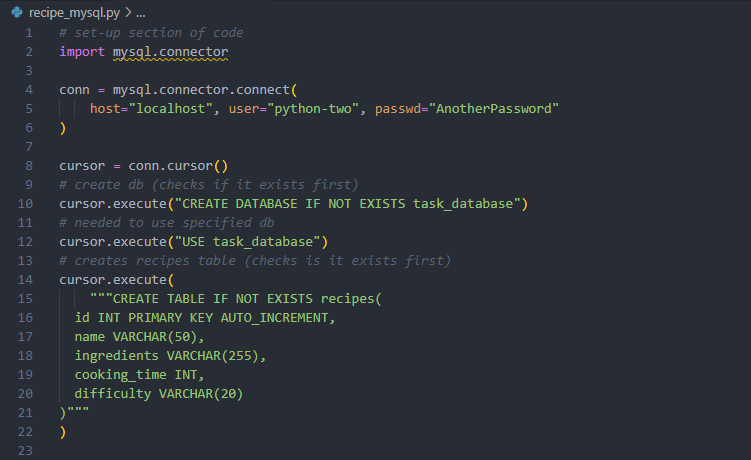 recipe_mysql.py > ...
1 # set-up section of code
2 import mysql.connector
3
4 conn = mysql.connector.connect(
5     host="localhost", user="python-two", passwd="AnotherPassword"
6 )
7
8 cursor = conn.cursor()
9 # create db (checks if it exists first)
10 cursor.execute("CREATE DATABASE IF NOT EXISTS task_database")
11 # needed to use specified db
12 cursor.execute("USE task_database")
13 # creates recipes table (checks is it exists first)
14 cursor.execute(
15     """CREATE TABLE IF NOT EXISTS recipes(
16   id INT PRIMARY KEY AUTO_INCREMENT,
17   name VARCHAR(50),
18   ingredients VARCHAR(255),
19   cooking_time INT,
20   difficulty VARCHAR(20)
21 )"""
22 )
23